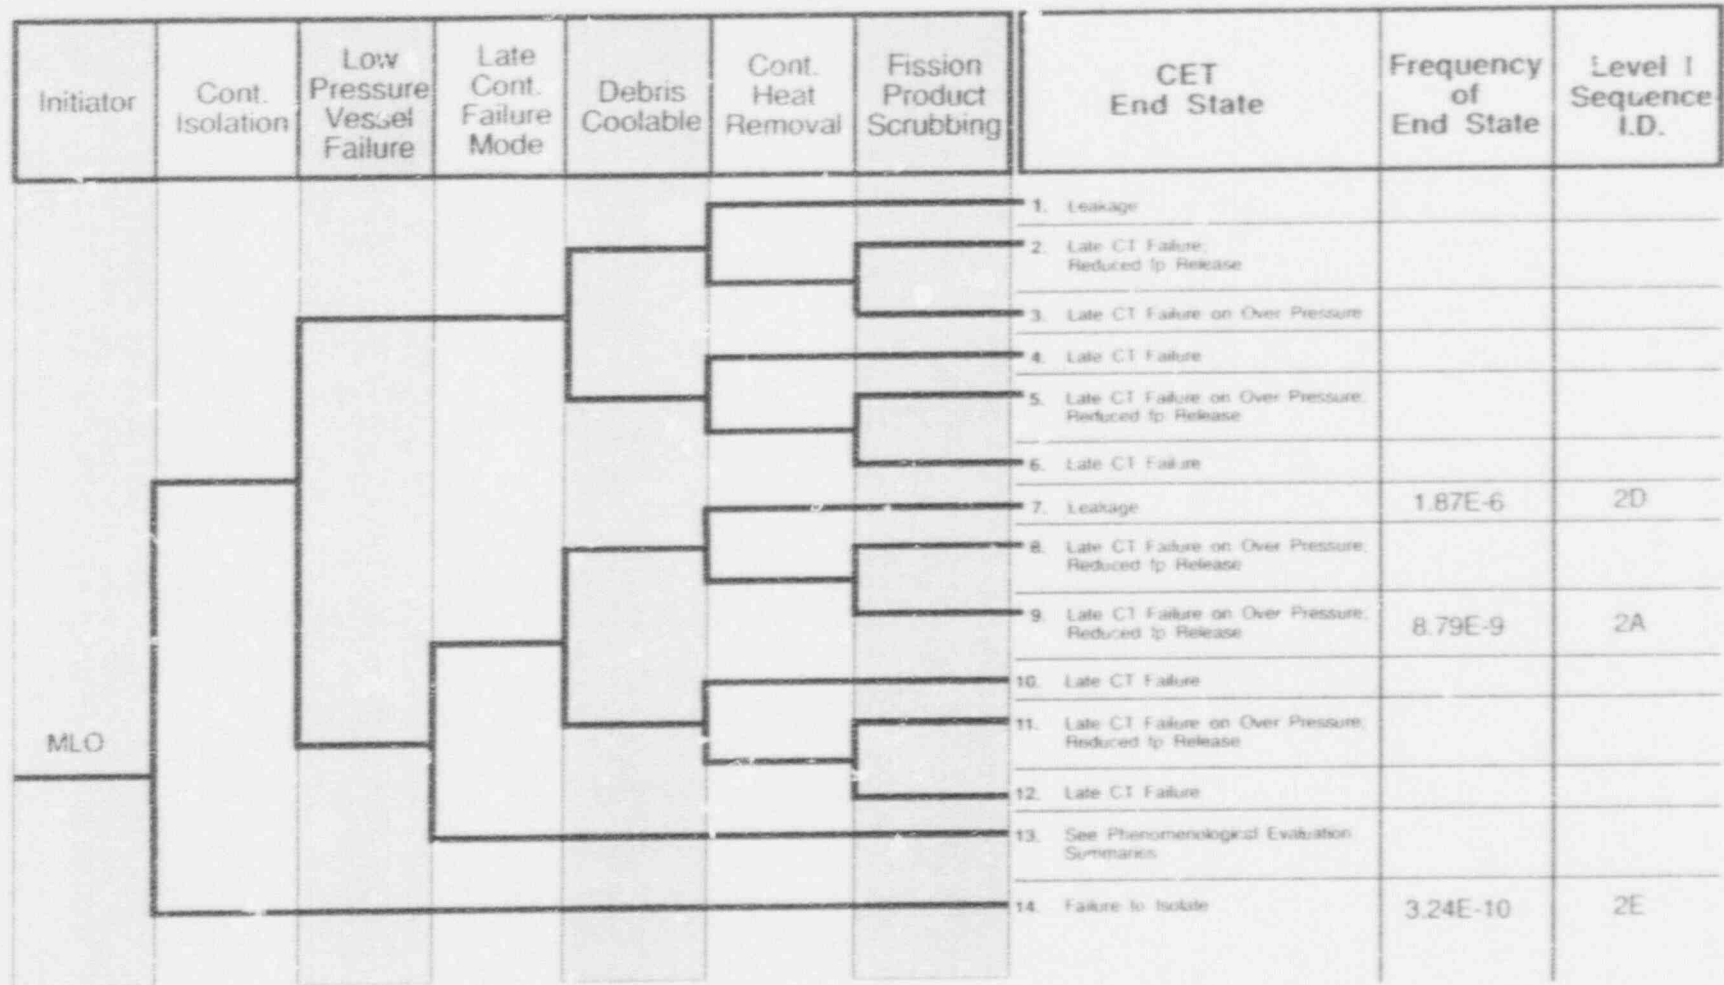 Initiator
Cont.
Isolation
Low
Pressure
Vessel
Failure
Late
Cont.
Failure
Mode
Debris
Coolable
Cont.
Heat
Removal
Fission
Product
Scrubbing
CET
End State
Frequency
of
End State
Level I
Sequence
I.D.
MLO
1. Leakage
2. Late CT Failure;
Reduced fp Release
3. Late CT Failure on Over Pressure
4. Late CT Failure
5. Late CT Failure on Over Pressure;
Reduced fp Release
6. Late CT Failure
7. Leakage 1.87E-6 2D
8. Late CT Failure on Over Pressure;
Reduced fp Release
9. Late CT Failure on Over Pressure;
Reduced fp Release 8.79E-9 2A
10. Late CT Failure
11. Late CT Failure on Over Pressure;
Reduced fp Release
12. Late CT Failure
13. See Phenomenological Evaluation
Summaries
14. Failure to Isolate 3.24E-10 2E